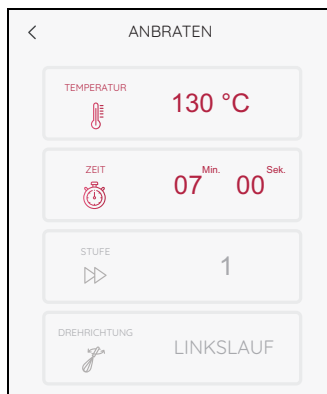 ANBRATEN
TEMPERATUR
130 °C
ZEIT
07 Min. 00 Sek.
STUFE
1
DREHRICHTUNG
LINKSLAUF